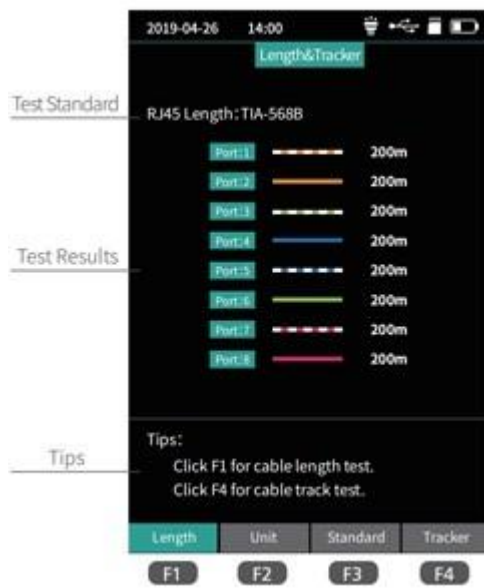 2019-04-26 14:00
Length&Tracker
Test Standard
RJ45 Length:TIA-568B
Port:1 200m
Port:2 200m
Port:3 200m
Port:4 200m
Test Results
Port:5 200m
Port:6 200m
Port:7 200m
Port:8 200m
Tips:
Tips
Click F1 for cable length test.
Click F4 for cable track test.
Length Unit Standard Tracker
F1 F2 F3 F4